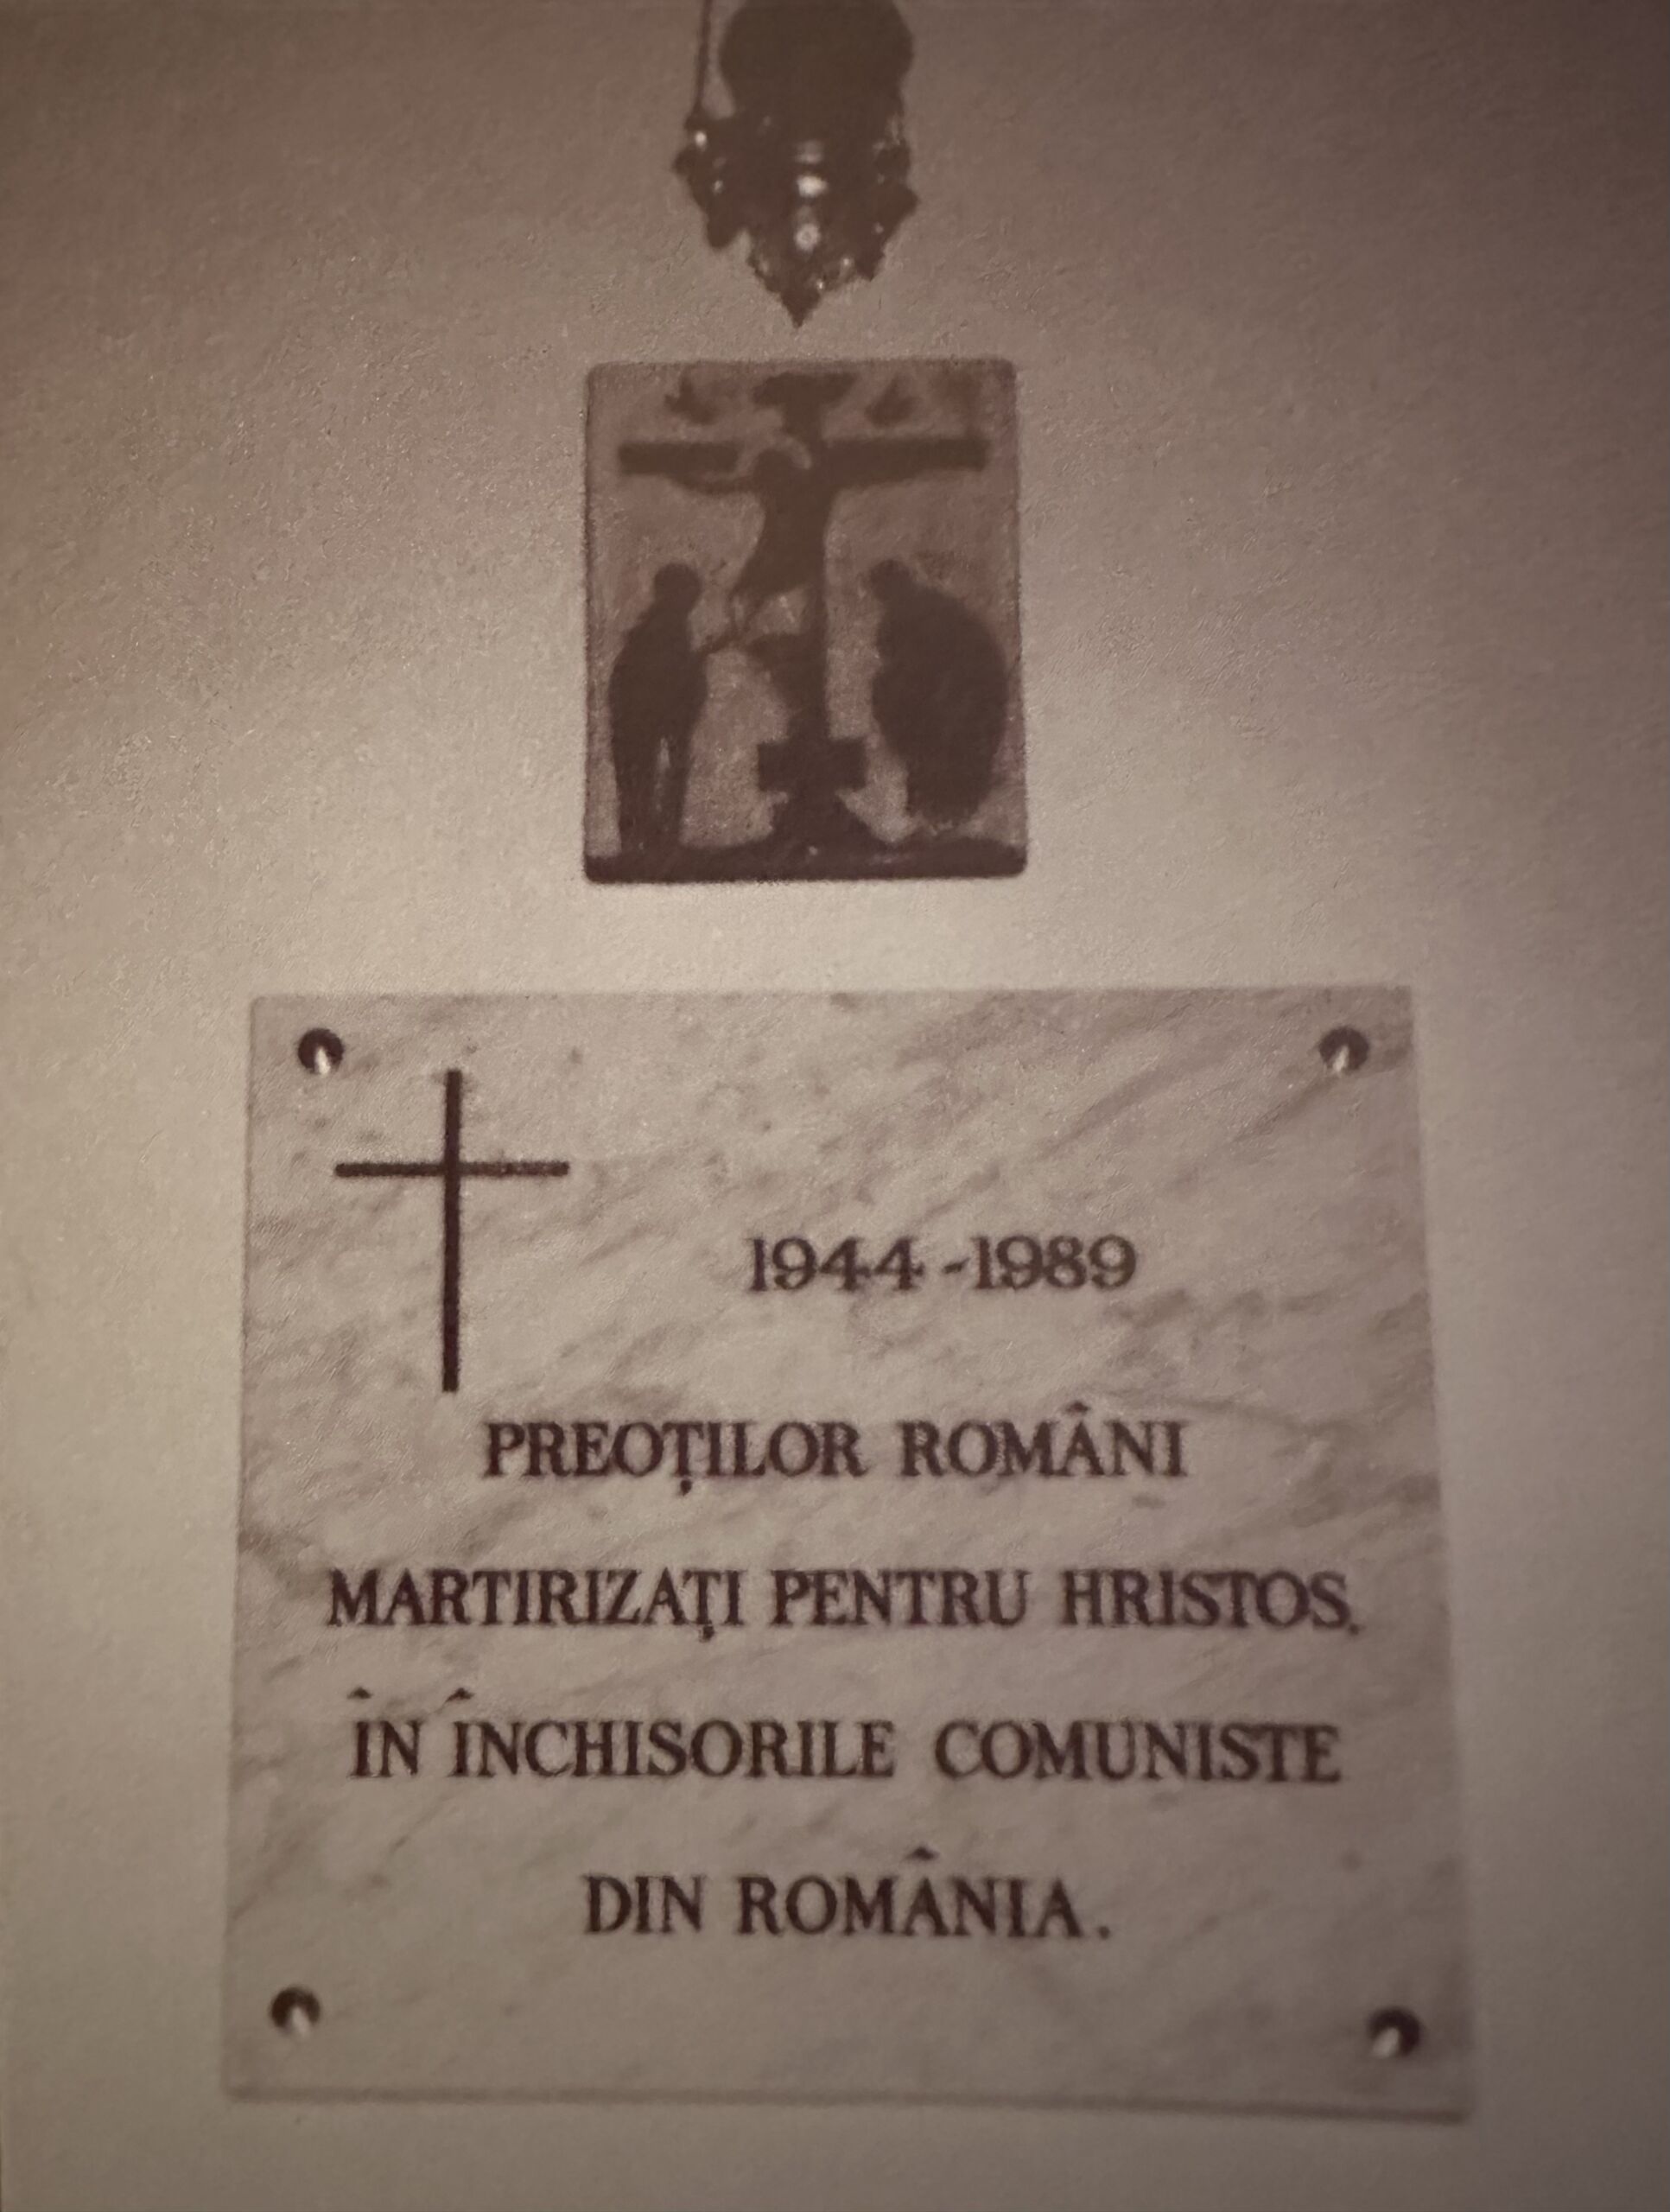 1944-1989
PREOȚILOR ROMÂNI
MARTIRIZAȚI PENTRU HRISTOS,
ÎN ÎNCHISORILE COMUNISTE
DIN ROMÂNIA.